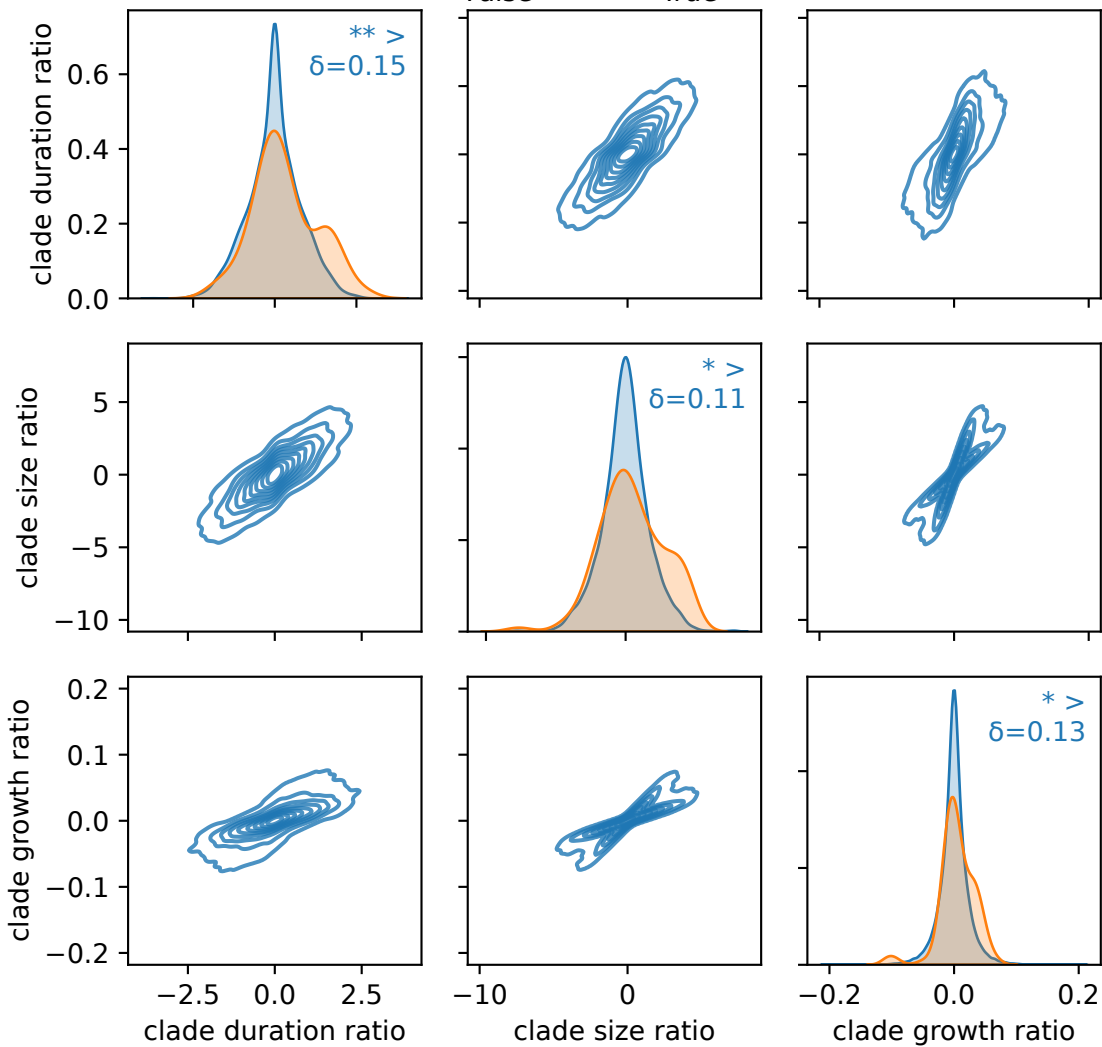 clade duration ratio
0.6
0.4
0.2
0.0
** >
δ=0.15
clade size ratio
5
0
−5
−10
* >
δ=0.11
clade growth ratio
0.2
0.1
0.0
−0.1
−0.2
* >
δ=0.13
−2.5 0.0 2.5
−10 0
−0.2 0.0 0.2
clade duration ratio
clade size ratio
clade growth ratio